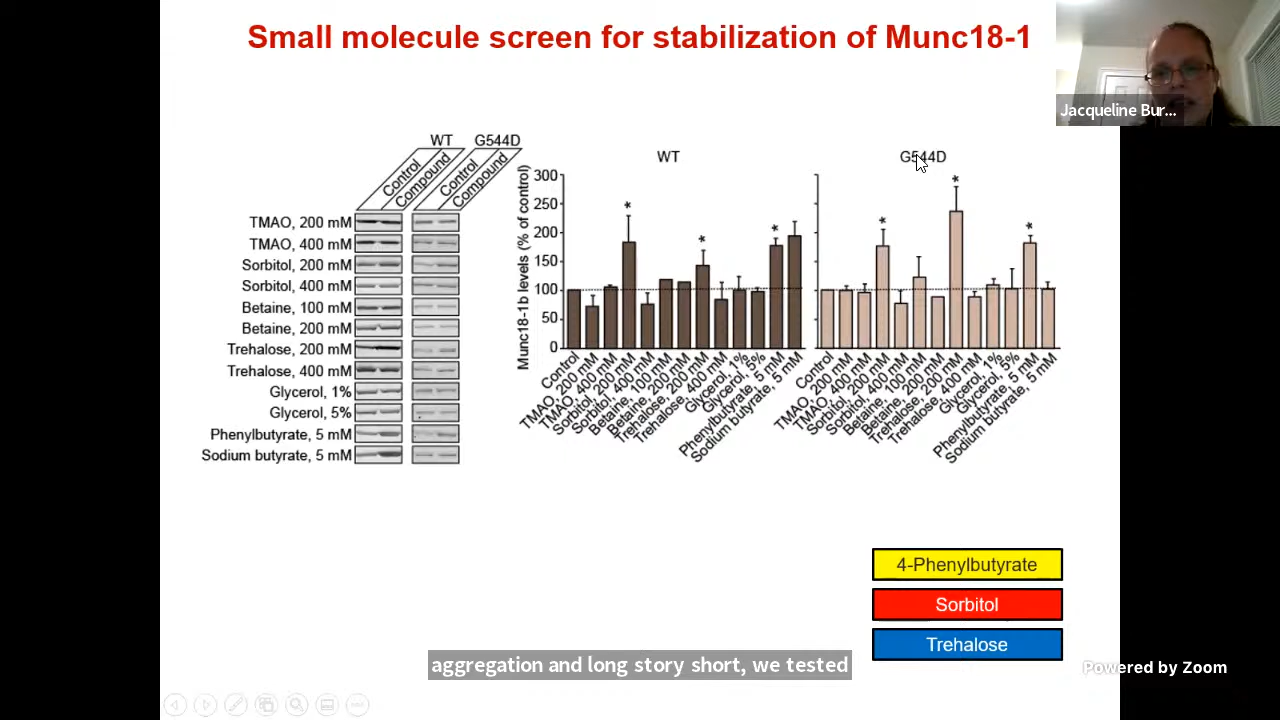 Small molecule screen for stabilization of Munc18-1
Jacqueline Bur...
WT G544D
Control
Compound
Control
Compound
TMAO, 200 mM
TMAO, 400 mM
Sorbitol, 200 mM
Sorbitol, 400 mM
Betaine, 100 mM
Betaine, 200 mM
Trehalose, 200 mM
Trehalose, 400 mM
Glycerol, 1%
Glycerol, 5%
Phenylbutyrate, 5 mM
Sodium butyrate, 5 mM
WT
Munc18-1b levels (% of control)
300
250
200
150
100
50
0
*
*
*
Control
TMAO, 200 mM
TMAO, 400 mM
Sorbitol, 200 mM
Sorbitol, 400 mM
Betaine, 100 mM
Betaine, 200 mM
Trehalose, 200 mM
Trehalose, 400 mM
Glycerol, 1%
Glycerol, 5%
Phenylbutyrate, 5 mM
Sodium butyrate, 5 mM
G544D
*
*
*
Control
TMAO, 200 mM
TMAO, 400 mM
Sorbitol, 200 mM
Sorbitol, 400 mM
Betaine, 100 mM
Betaine, 200 mM
Trehalose, 200 mM
Trehalose, 400 mM
Glycerol, 1%
Glycerol, 5%
Phenylbutyrate, 5 mM
Sodium butyrate, 5 mM
4-Phenylbutyrate
Sorbitol
Trehalose
aggregation and long story short, we tested
Powered by Zoom